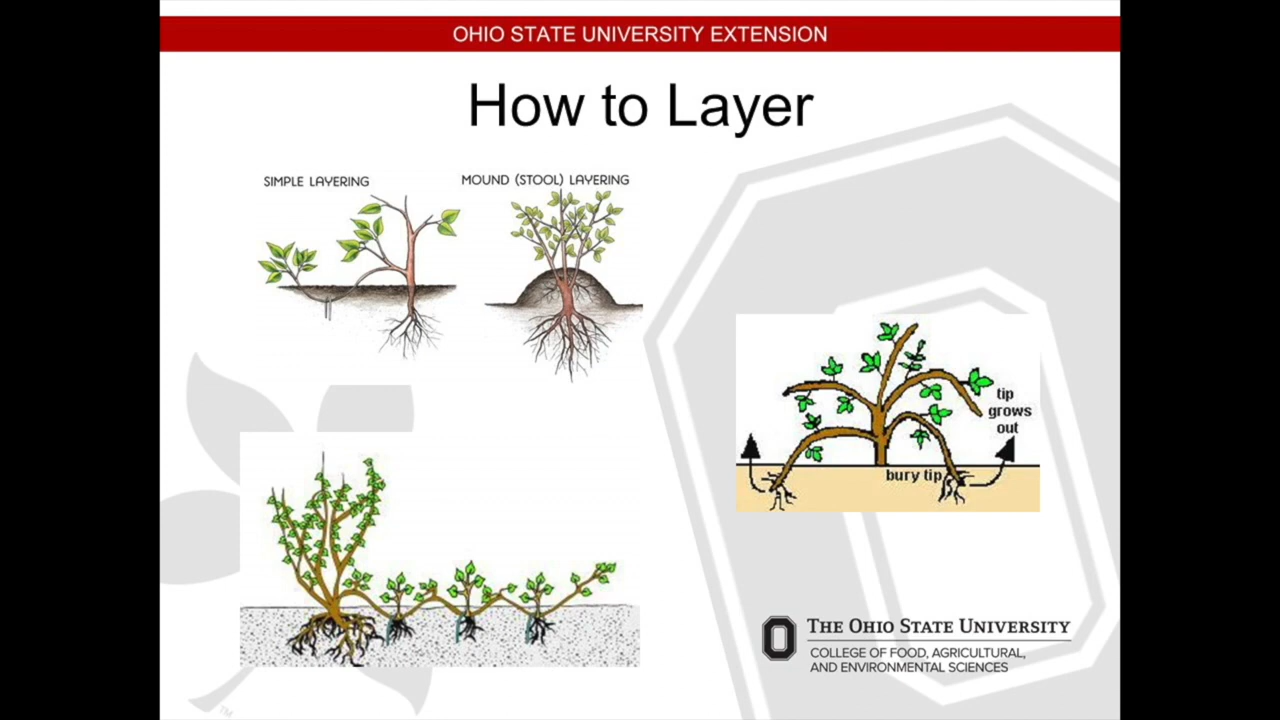 OHIO STATE UNIVERSITY EXTENSION
How to Layer
SIMPLE LAYERING
MOUND (STOOL) LAYERING
tip
grows
out
bury tip
THE OHIO STATE UNIVERSITY
COLLEGE OF FOOD, AGRICULTURAL,
AND ENVIRONMENTAL SCIENCES
TM